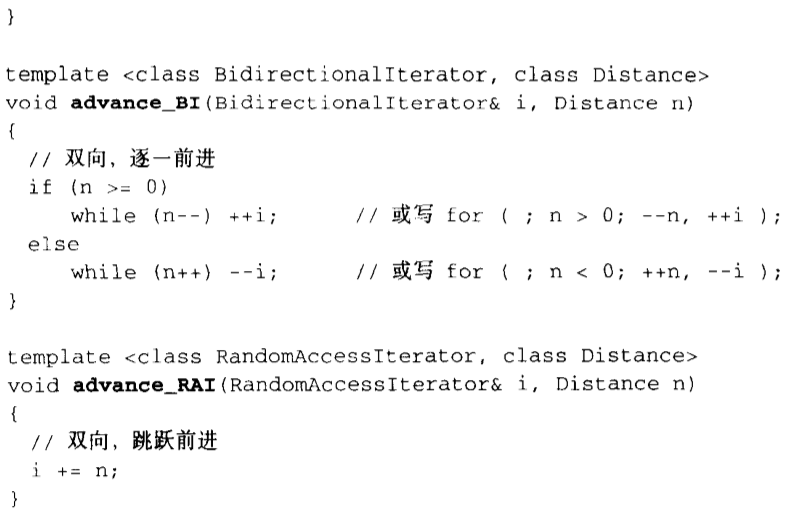 }
template <class BidirectionalIterator, class Distance>
void advance_BI(BidirectionalIterator& i, Distance n)
{
// 双向，逐一前进
if (n >= 0)
while (n--) ++i; // 或写 for ( ; n > 0; --n, ++i );
else
while (n++) --i; // 或写 for ( ; n < 0; ++n, --i );
}
template <class RandomAccessIterator, class Distance>
void advance_RAI(RandomAccessIterator& i, Distance n)
{
// 双向，跳跃前进
i += n;
}